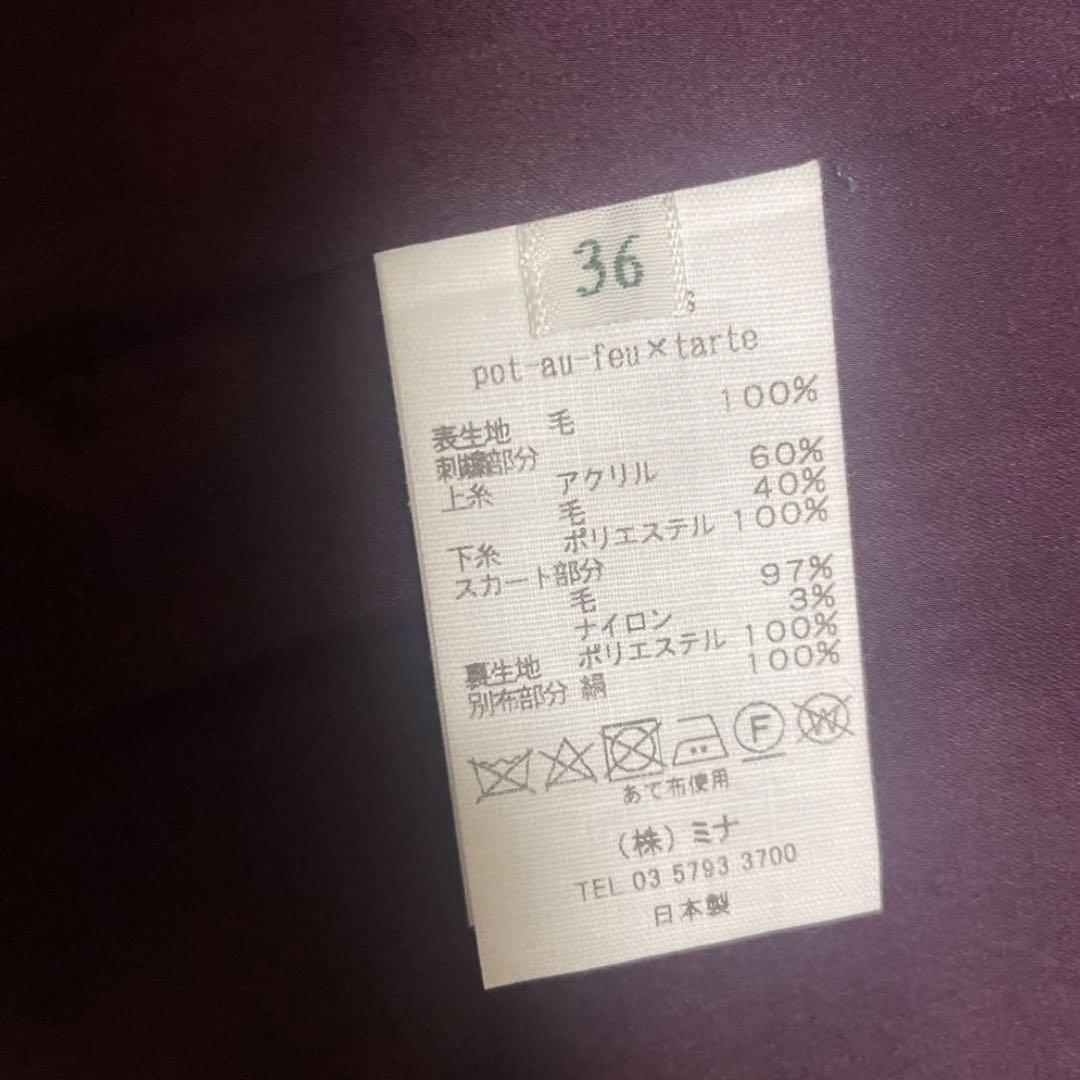 36
pot-au-feu×tarte
表生地 毛 100%
刺繍部分
上糸 アクリル 60%
毛 40%
下糸 ポリエステル 100%
スカート部分
毛 97%
ナイロン 3%
裏生地 ポリエステル 100%
別布部分 絹 100%
F W
あて布使用
(株)ミナ
TEL 03 5793 3700
日本製